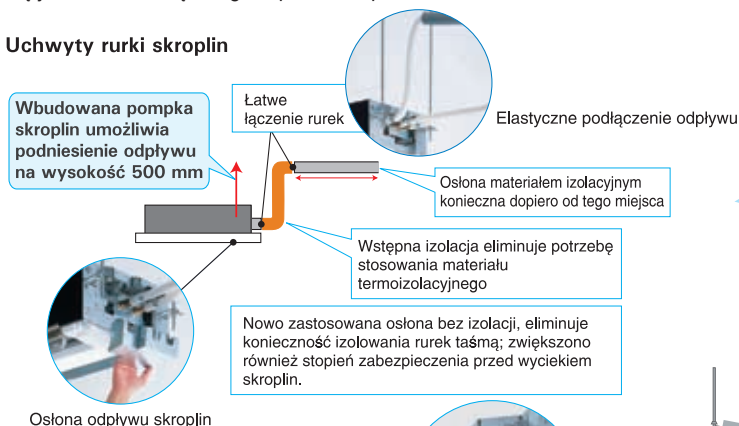 Uchwyty rurki skroplin
Wbudowana pompka
skroplin umożliwia
podniesienie odpływu
na wysokość 500 mm
Łatwe
łączenie rurek
Elastyczne podłączenie odpływu
Osłona materiałem izolacyjnym
konieczna dopiero od tego miejsca
Wstępna izolacja eliminuje potrzebę
stosowania materiału
termoizolacyjnego
Nowo zastosowana osłona bez izolacji, eliminuje
konieczność izolowania rurek taśmą; zwiększono
również stopień zabezpieczenia przed wyciekiem
skroplin.
Osłona odpływu skroplin